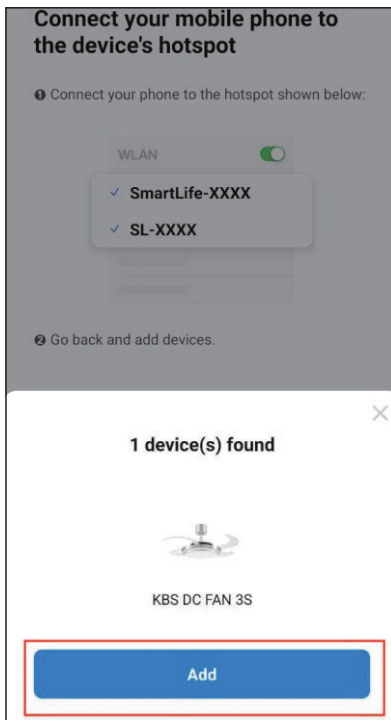 Connect your mobile phone to
the device's hotspot
❶ Connect your phone to the hotspot shown below:
WLAN
SmartLife-XXXX
SL-XXXX
❷ Go back and add devices.
1 device(s) found
KBS DC FAN 3S
Add